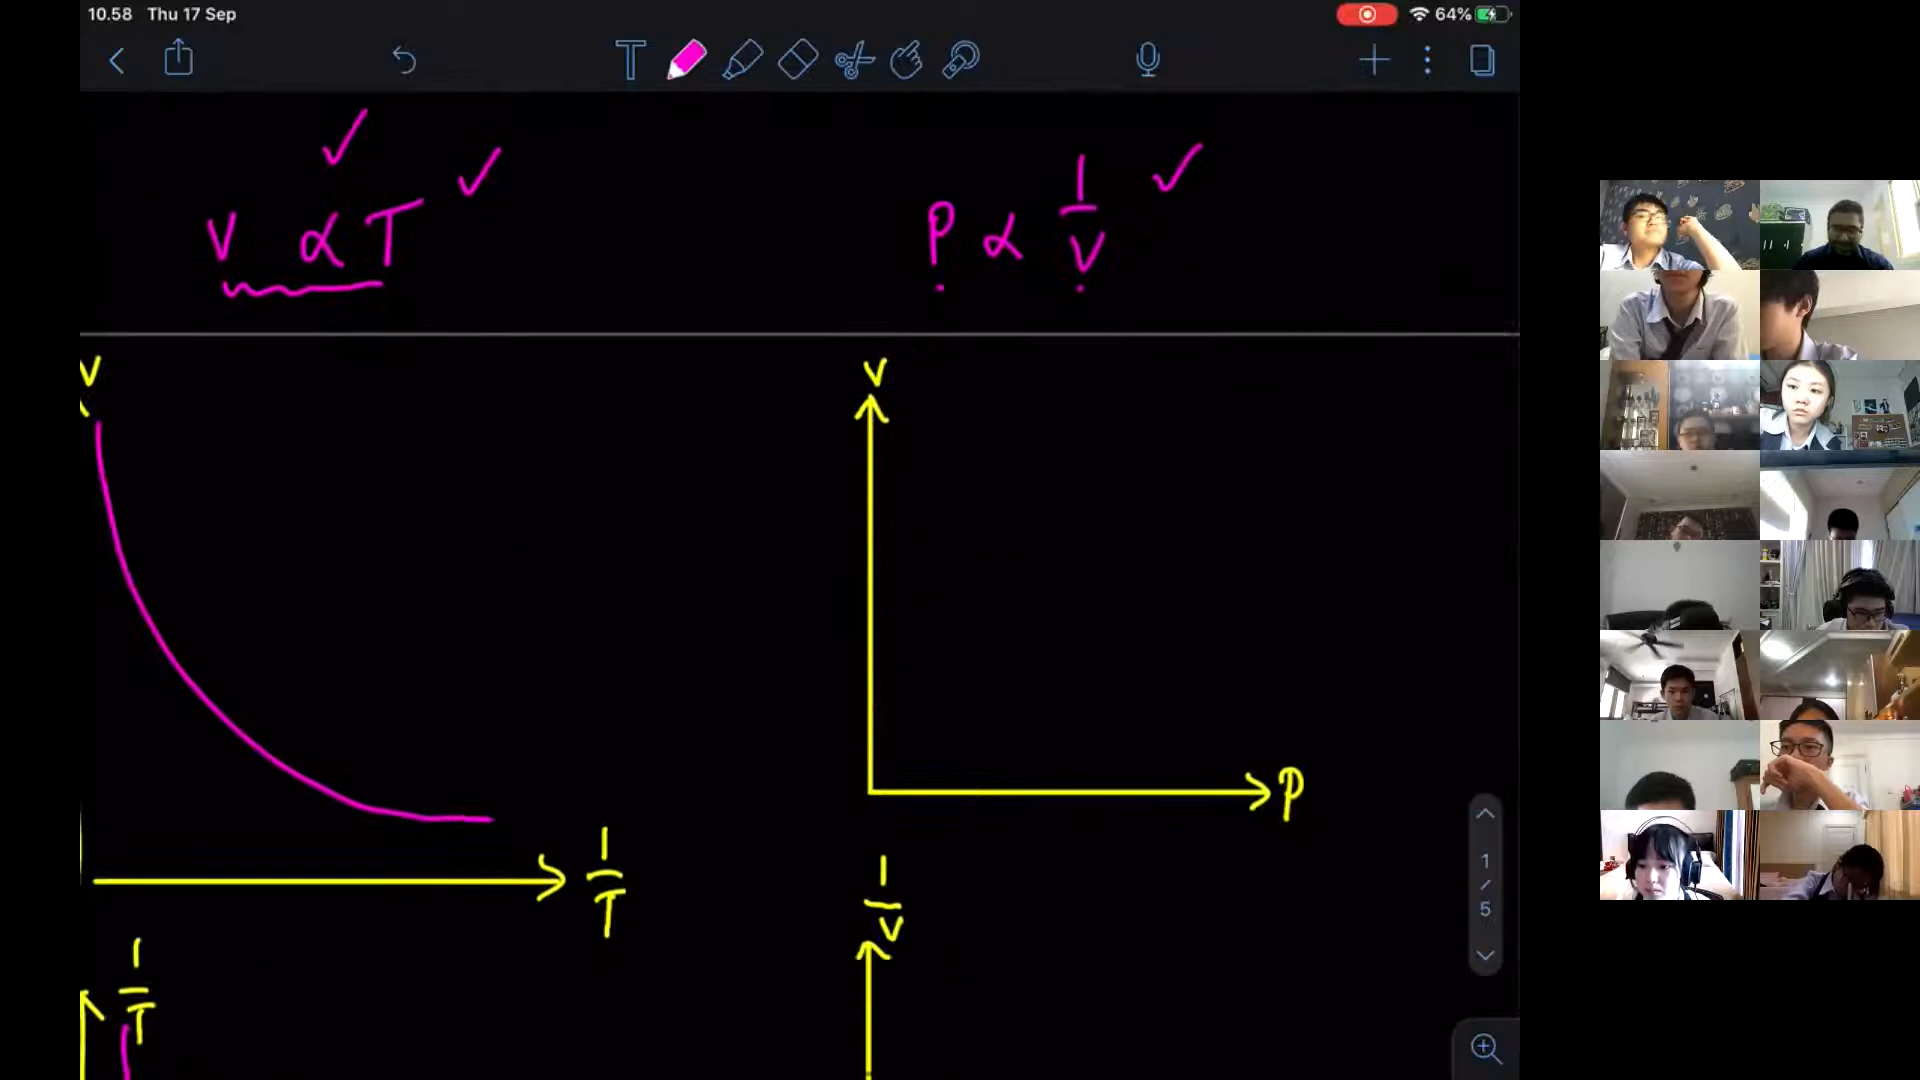 10.58 Thu 17 Sep
64%
T
V ∝ T
P ∝ 1/V
V
1/T
1/T
V
P
1/V
1
/
5